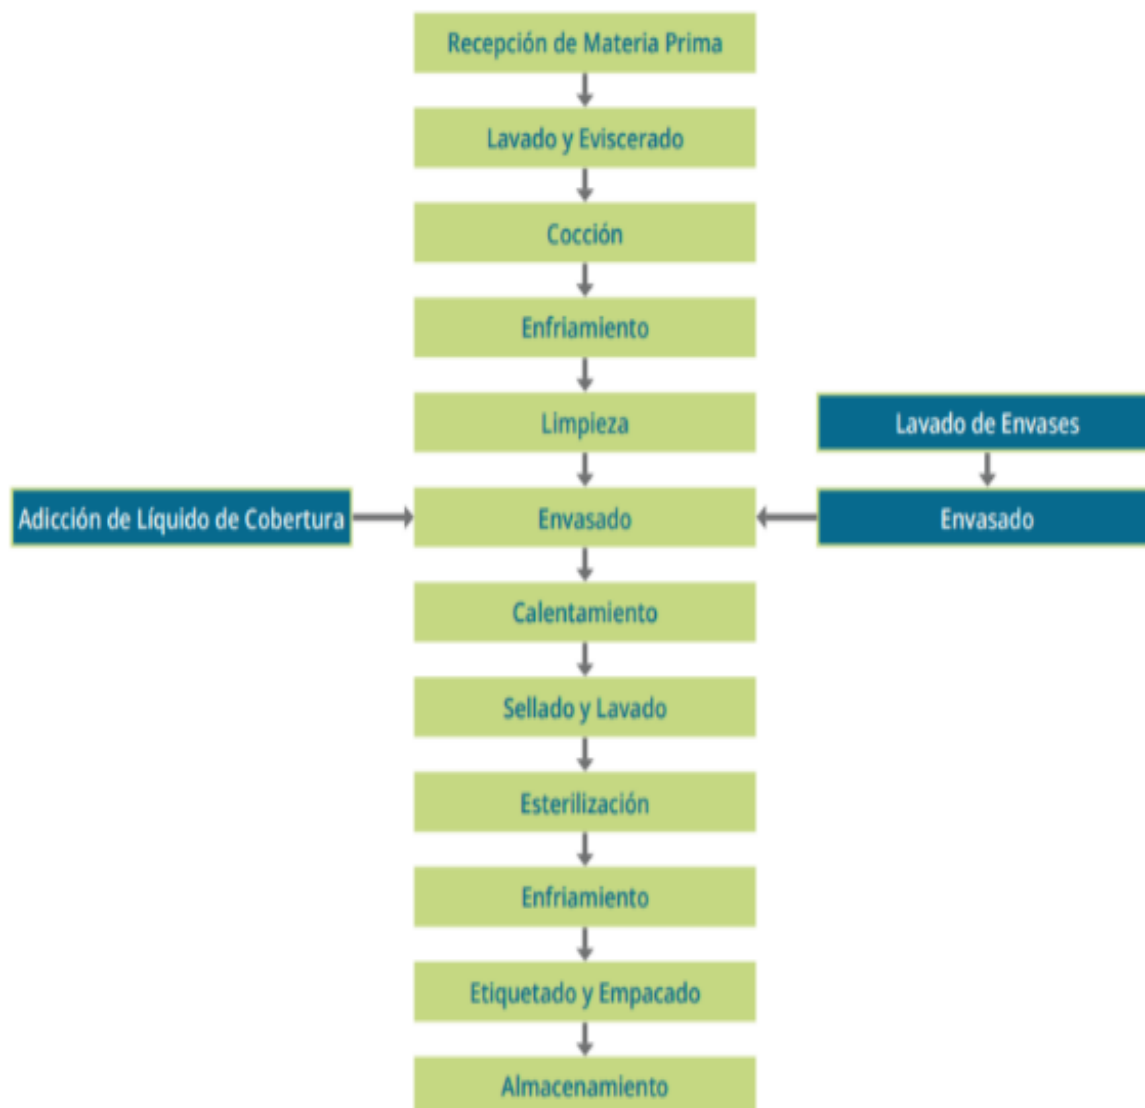 Recepción de Materia Prima
Lavado y Eviscerado
Cocción
Enfriamiento
Limpieza
Lavado de Envases
Adicción de Líquido de Cobertura
Envasado
Envasado
Calentamiento
Sellado y Lavado
Esterilización
Enfriamiento
Etiquetado y Empacado
Almacenamiento